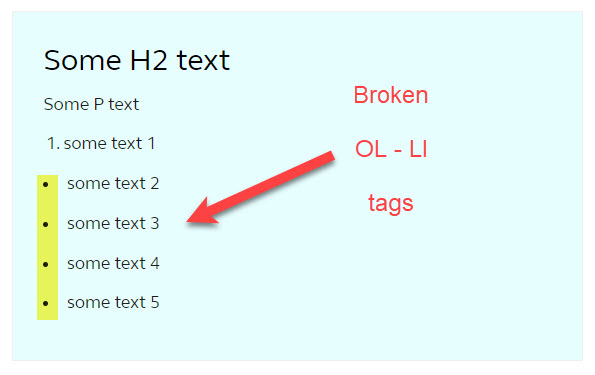 Some H2 text
Some P text
1. some text 1
• some text 2
• some text 3
• some text 4
• some text 5
Broken
OL - LI
tags